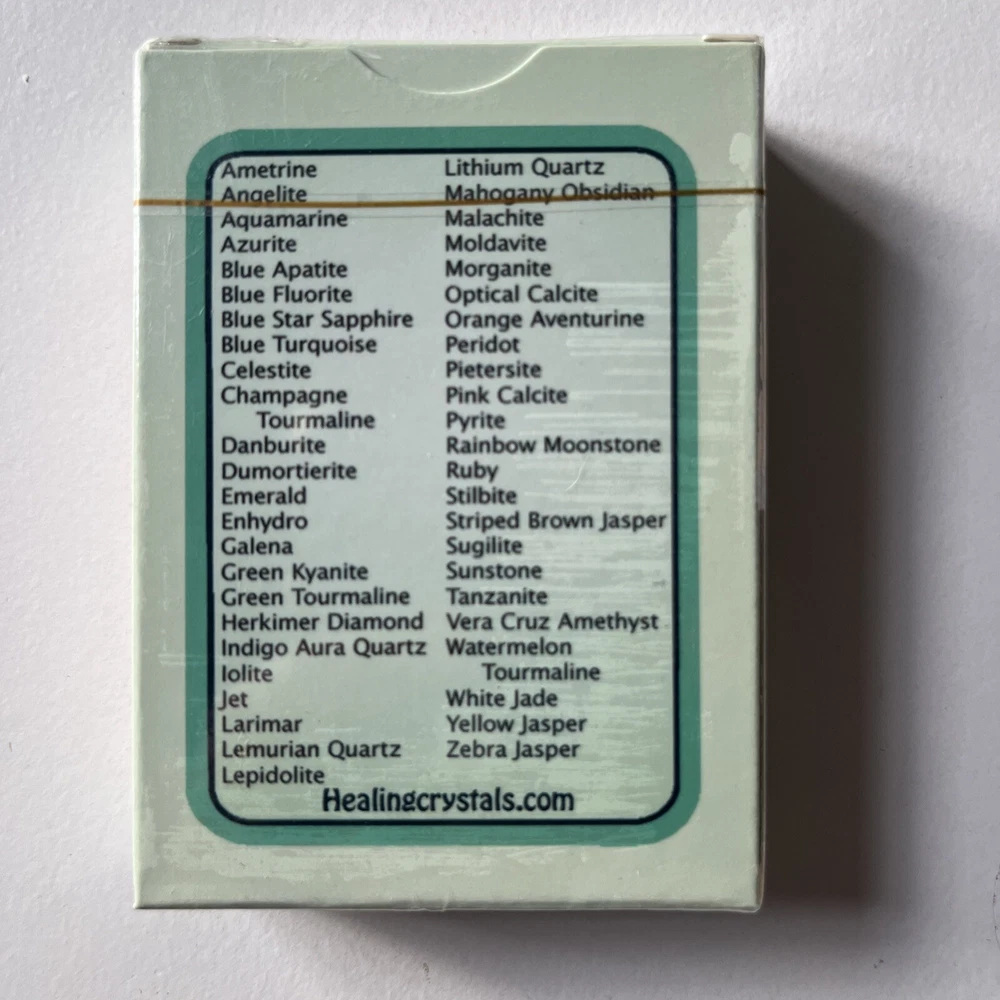 Ametrine
Angelite
Aquamarine
Azurite
Blue Apatite
Blue Fluorite
Blue Star Sapphire
Blue Turquoise
Celestite
Champagne
Tourmaline
Danburite
Dumortierite
Emerald
Enhydro
Galena
Green Kyanite
Green Tourmaline
Herkimer Diamond
Indigo Aura Quartz
Iolite
Jet
Larimar
Lemurian Quartz
Lepidolite
Lithium Quartz
Mahogany Obsidian
Malachite
Moldavite
Morganite
Optical Calcite
Orange Aventurine
Peridot
Pietersite
Pink Calcite
Pyrite
Rainbow Moonstone
Ruby
Stilbite
Striped Brown Jasper
Sugilite
Sunstone
Tanzanite
Vera Cruz Amethyst
Watermelon
Tourmaline
White Jade
Yellow Jasper
Zebra Jasper
Healingcrystals.com